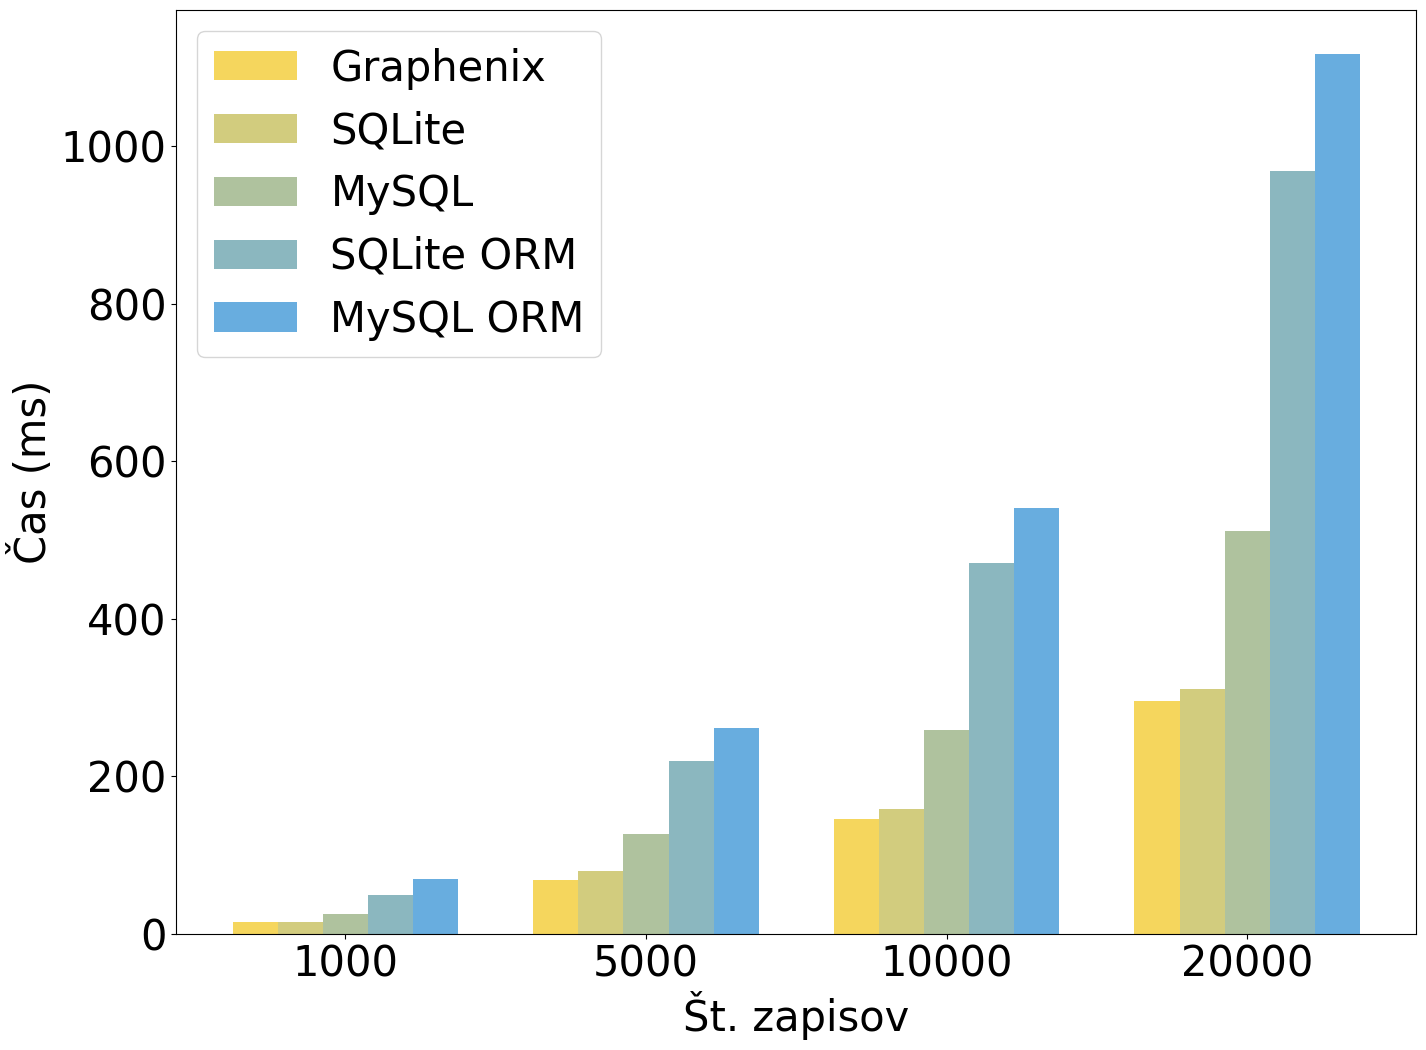 Graphenix
SQLite
MySQL
SQLite ORM
MySQL ORM
1000
800
600
400
200
0
Čas (ms)
1000 5000 10000 20000
Št. zapisov